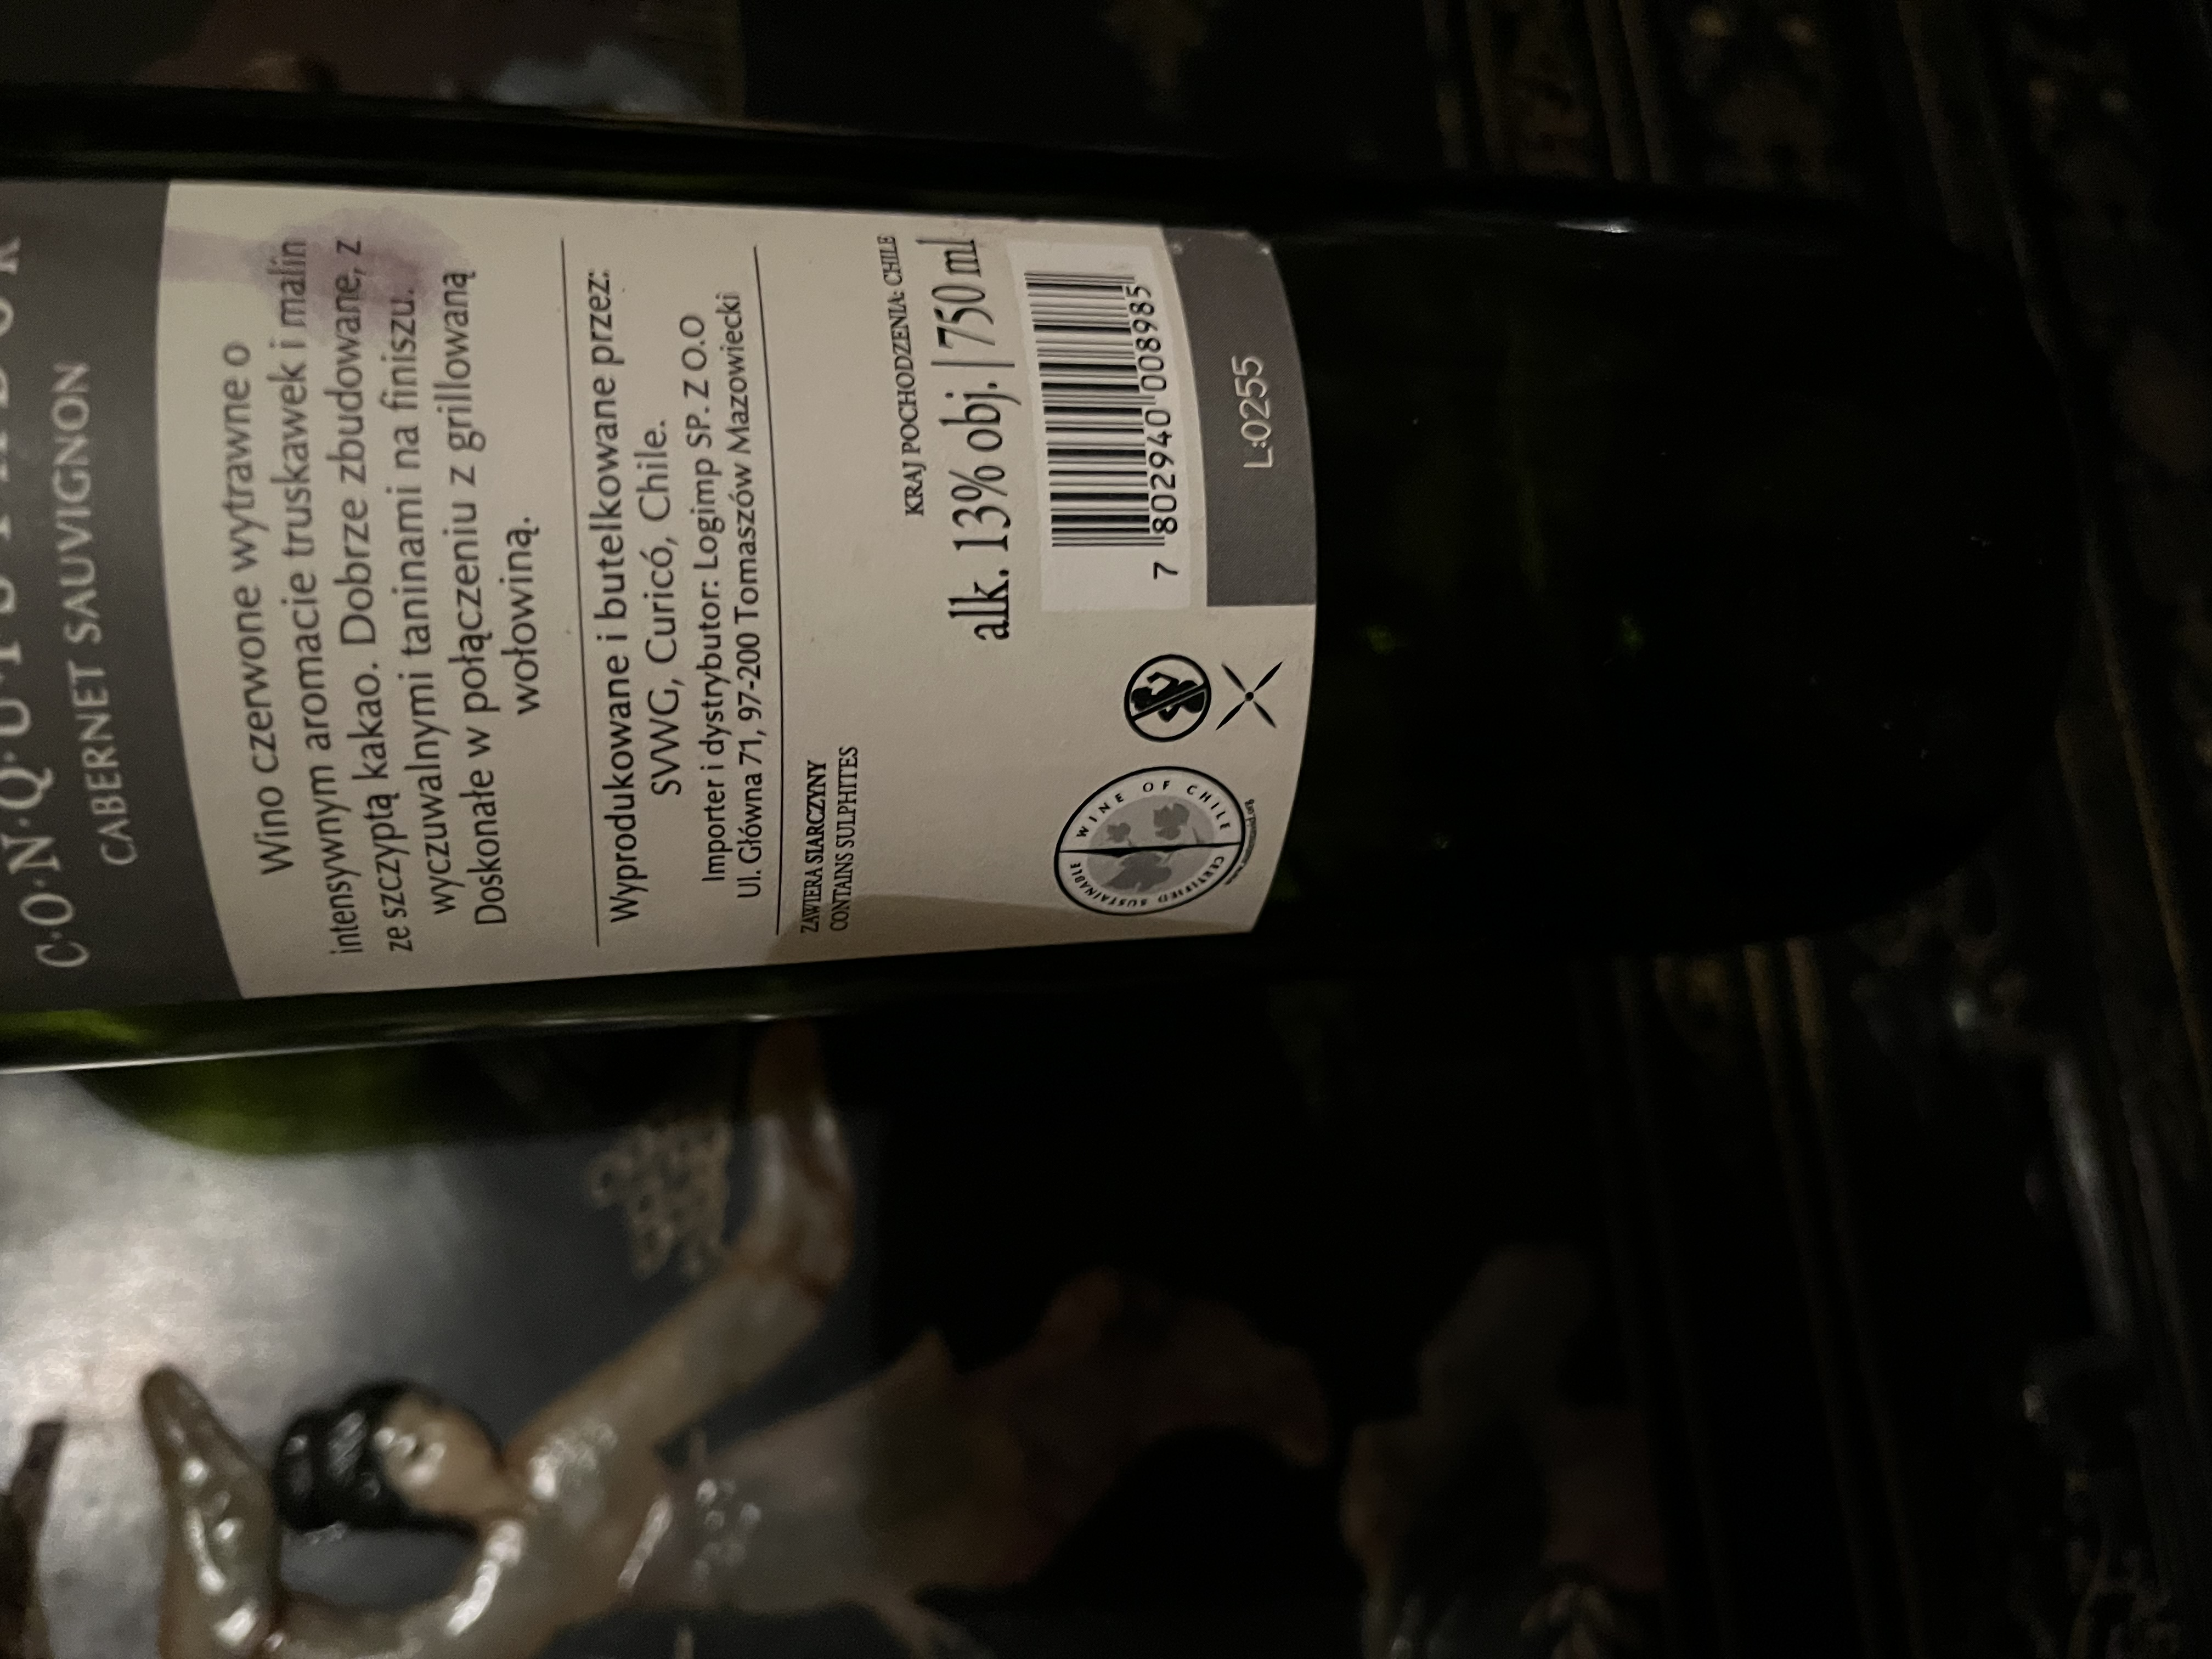 CABERNET SAUVIGNON
Wino czerwone wytrawne o
intensywnym aromacie truskawek i malin
ze szczyptą kakao. Dobrze zbudowane, z
wyczuwalnymi taninami na finiszu.
Doskonałe w połączeniu z grillowaną
wołowiną.
Wyprodukowane i butelkowane przez:
SVWG, Curicó, Chile.
Importer i dystrybutor: Logimp SP. Z O.O
Ul. Główna 71, 97-200 Tomaszów Mazowiecki
ZAWIERA SIARCZYNY
CONTAINS SULPHITES
KRAJ POCHODZENIA: CHILE
alk. 13% obj. | 750 ml
7 802940 008985
WINE OF CHILE
CERTIFIED SUSTAINABLE
L:0255